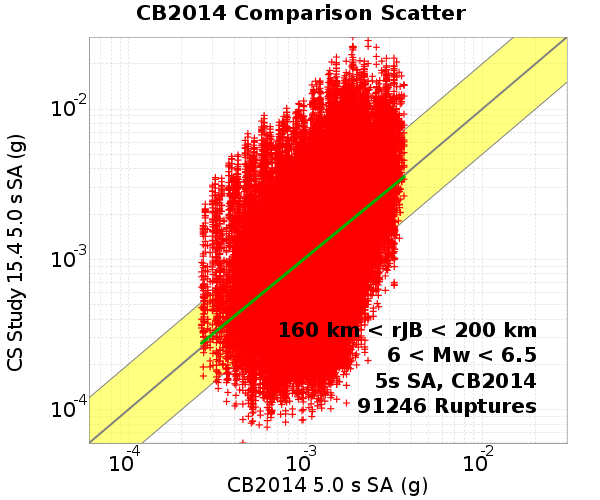 CB2014 Comparison Scatter
CS Study 15.4 5.0 s SA (g)
10-2
10-3
10-4
160 km < rJB < 200 km
6 < Mw < 6.5
5s SA, CB2014
91246 Ruptures
10-4 10-3 10-2
CB2014 5.0 s SA (g)